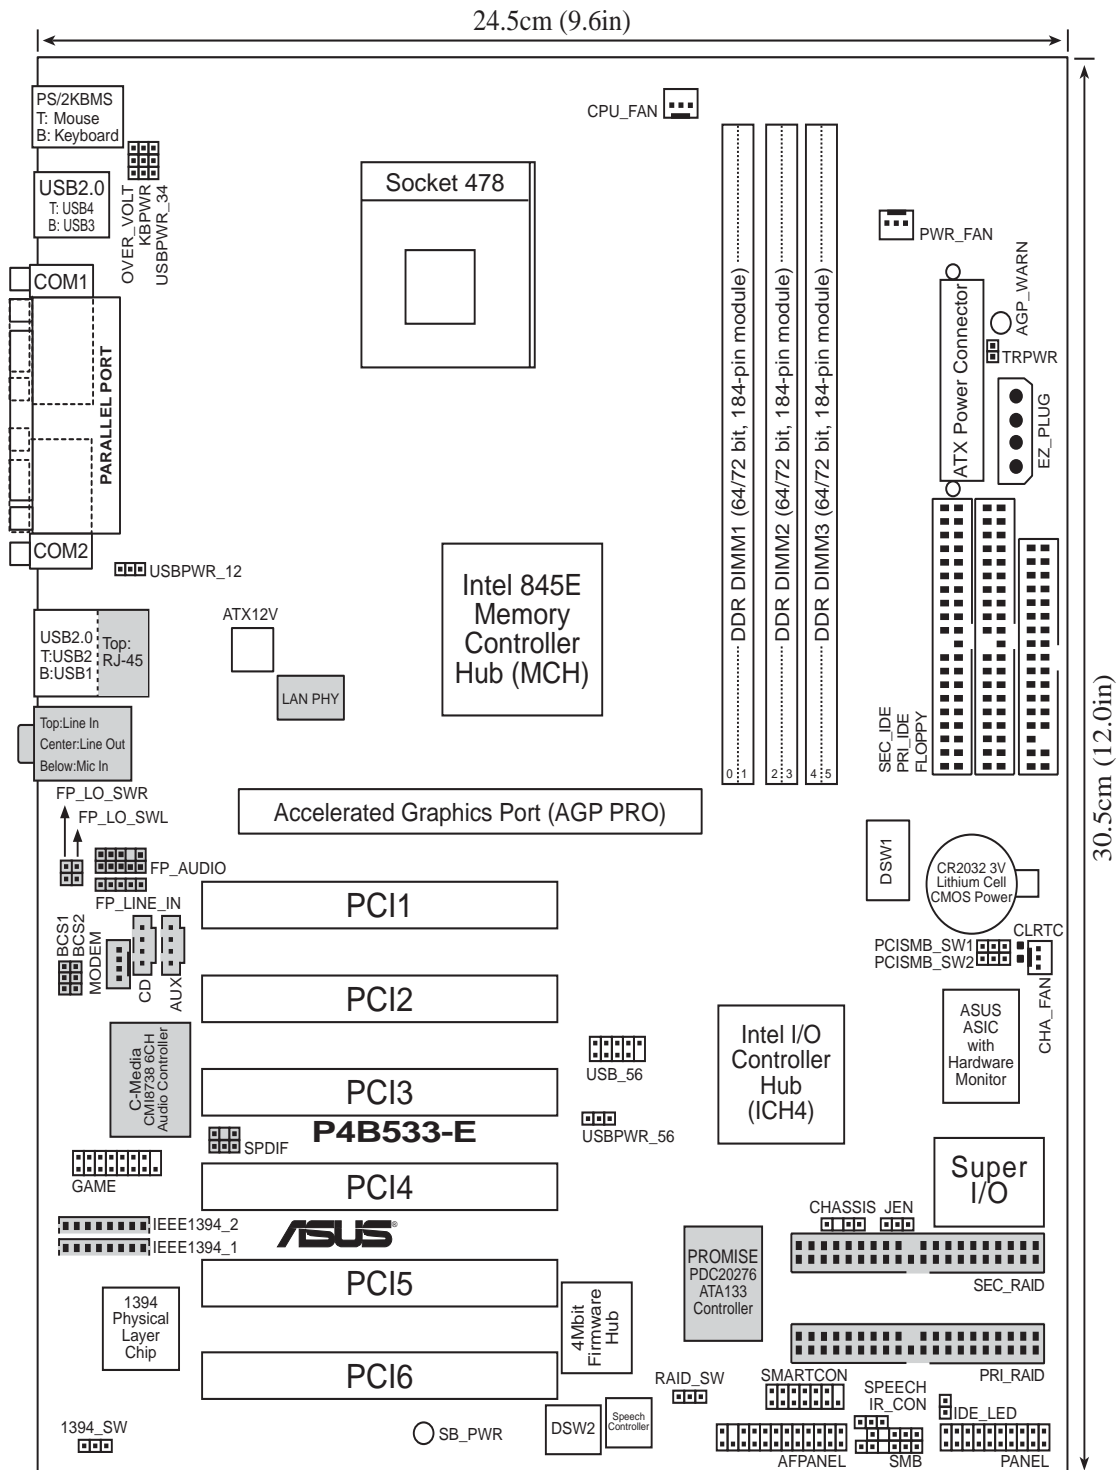 24.5cm (9.6in)
PS/2KBMS
T: Mouse
B: Keyboard
CPU_FAN
USB2.0
T: USB4
B: USB3
OVER_VOLT
KBPWR
USBPWR_34
Socket 478
PWR_FAN
COM1
PARALLEL PORT
COM2
DDR DIMM1 (64/72 bit, 184-pin module)
DDR DIMM2 (64/72 bit, 184-pin module)
DDR DIMM3 (64/72 bit, 184-pin module)
0 1
2 3
4 5
ATX Power Connector
AGP_WARN
TRPWR
EZ_PLUG
USBPWR_12
ATX12V
Intel 845E
Memory
Controller
Hub (MCH)
USB2.0
T:USB2
B:USB1
Top:
RJ-45
LAN PHY
Top:Line In
Center:Line Out
Below:Mic In
SEC_IDE
PRI_IDE
FLOPPY
30.5cm (12.0in)
FP_LO_SWR
FP_LO_SWL
Accelerated Graphics Port (AGP PRO)
FP_AUDIO
FP_LINE_IN
DSW1
CR2032 3V
Lithium Cell
CMOS Power
PCI1
BCS1
BCS2
MODEM
CD
AUX
PCISMB_SW1
PCISMB_SW2
CLRTC
CHA_FAN
PCI2
Intel I/O
Controller
Hub
(ICH4)
ASUS
ASIC
with
Hardware
Monitor
C-Media
CMI8738 6CH
Audio Controller
USB_56
PCI3
P4B533-E
USBPWR_56
SPDIF
GAME
PCI4
Super
I/O
IEEE1394_2
IEEE1394_1
ASUS®
CHASSIS
JEN
PROMISE
PDC20276
ATA133
Controller
SEC_RAID
PCI5
1394
Physical
Layer
Chip
4Mbit
Firmware
Hub
PCI6
PRI_RAID
RAID_SW
SMARTCON
SPEECH
IR_CON
IDE_LED
1394_SW
SB_PWR
DSW2
Speech
Controller
AFPANEL
SMB
PANEL